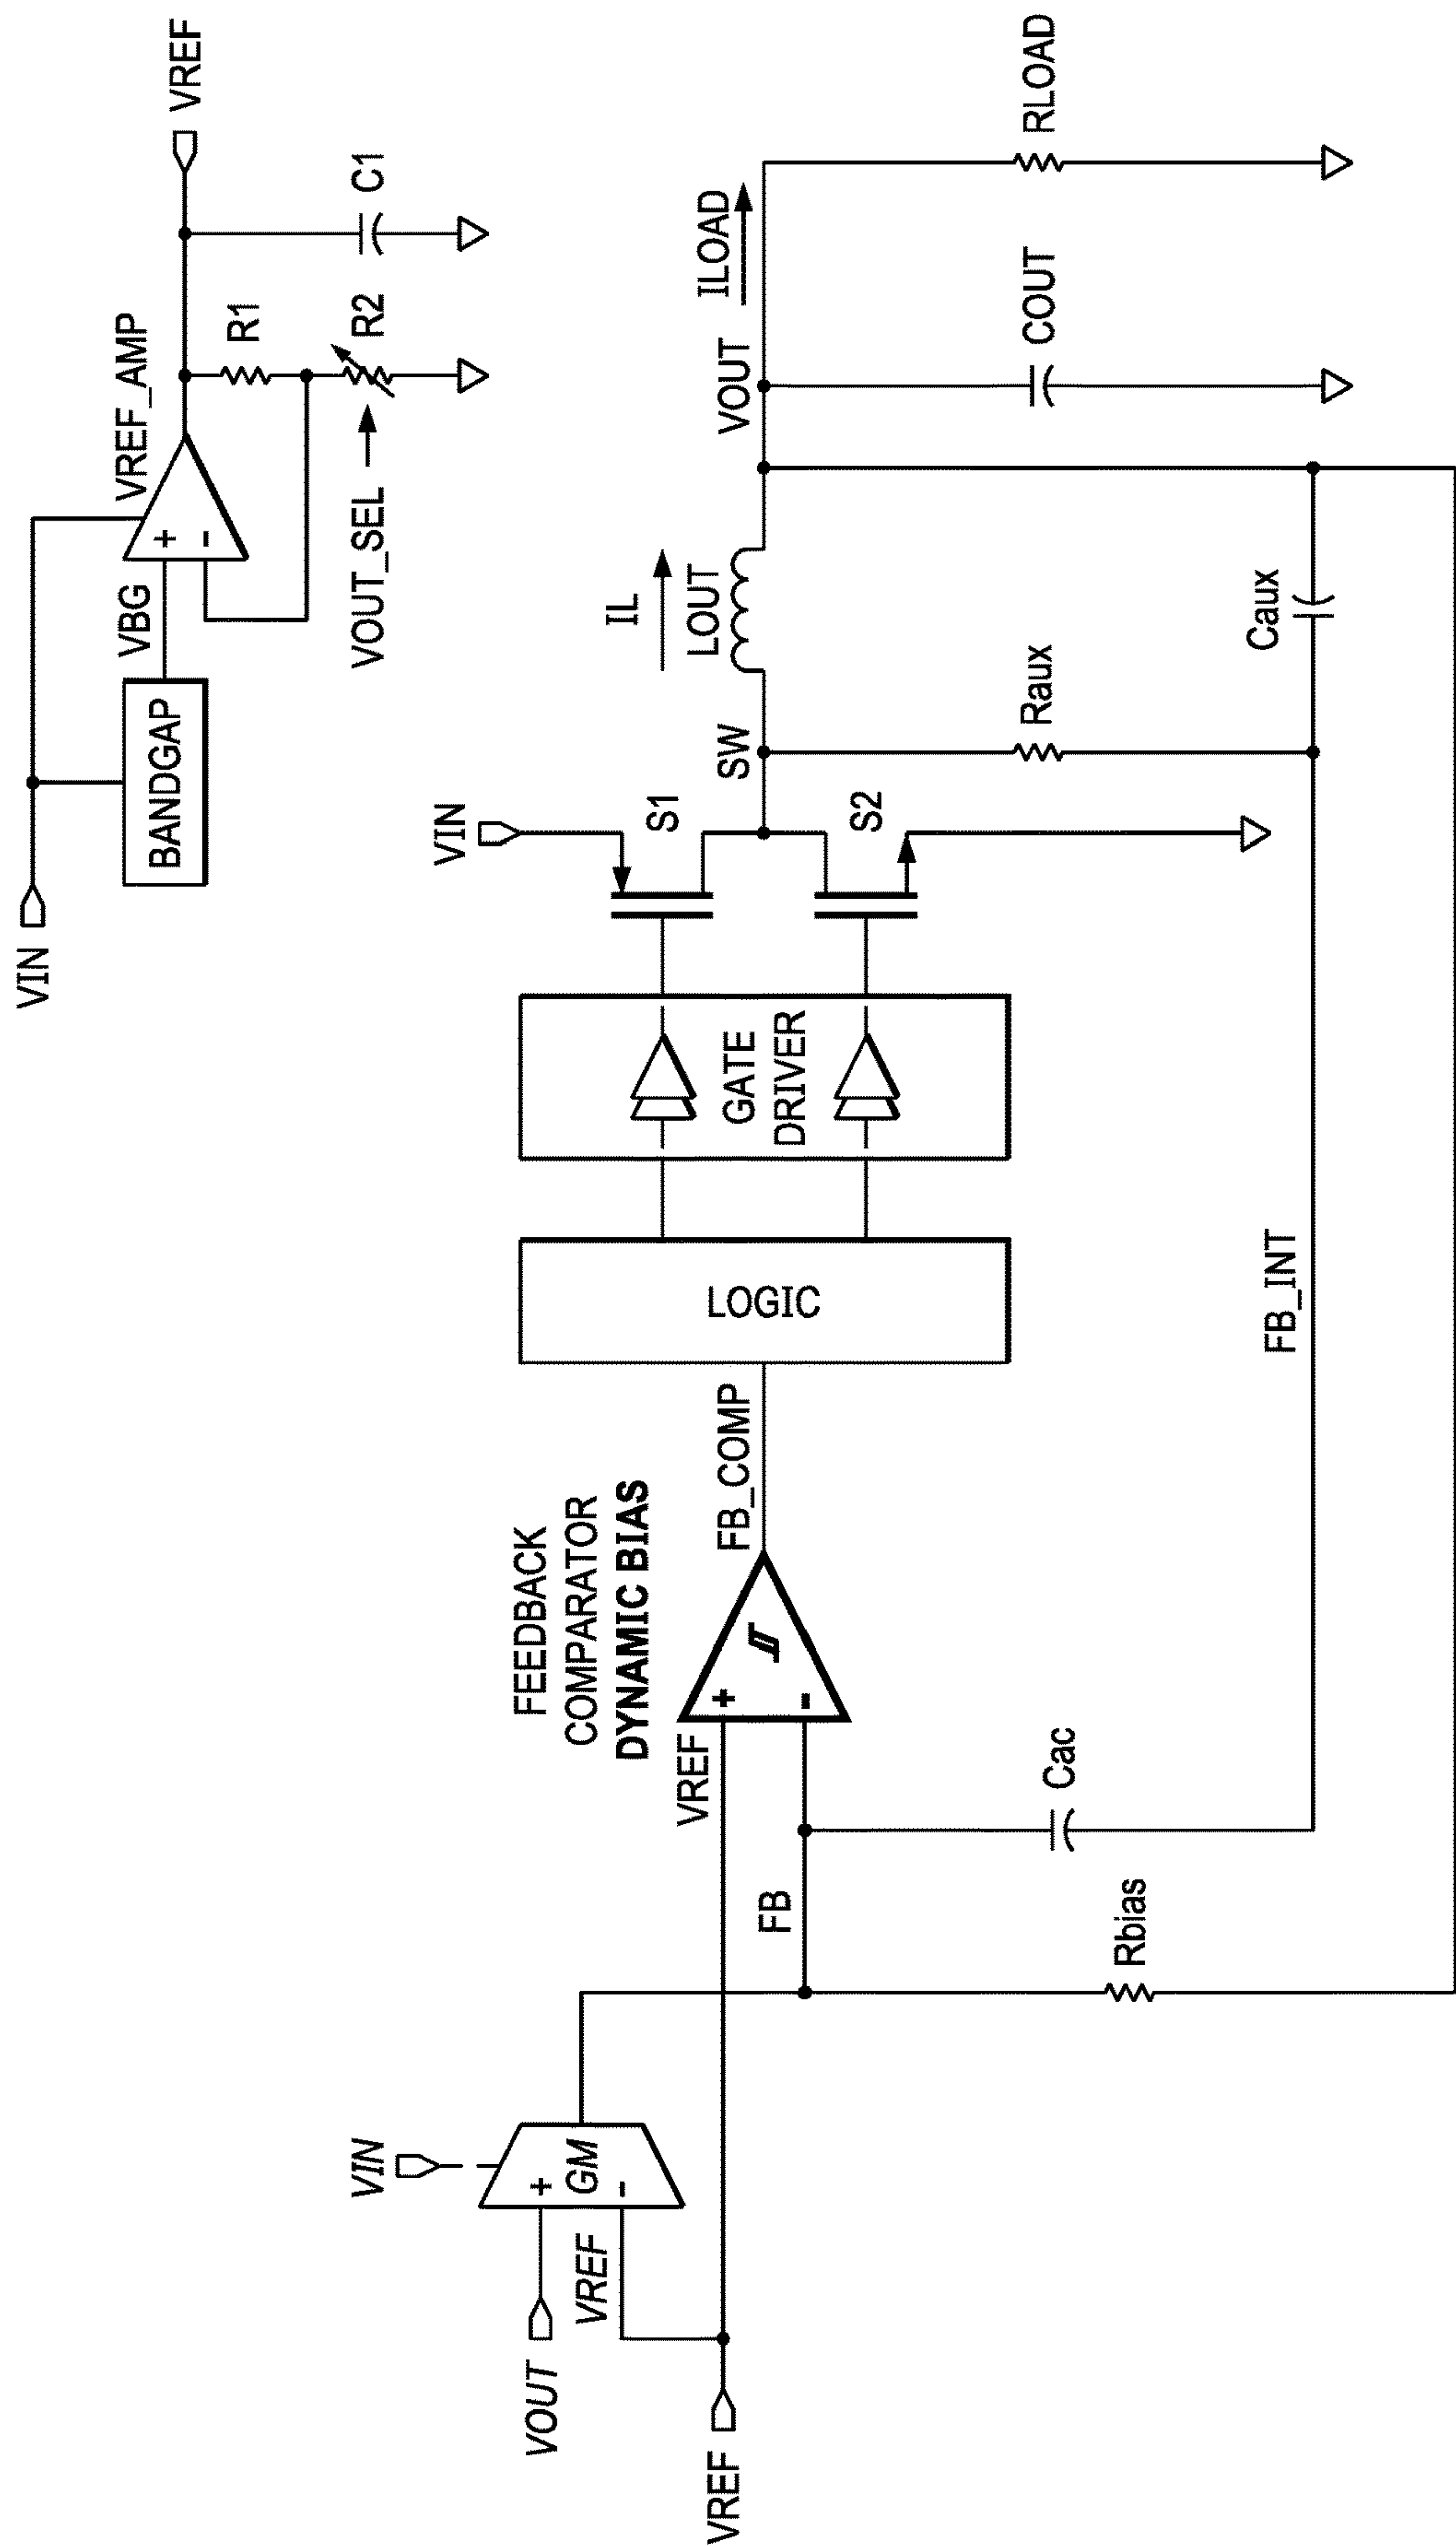 VIN
BANDGAP
VBG
+
-
VREF_AMP
VREF
R1
R2
C1
VOUT_SEL
VOUT
VREF
VIN
+
-
GM
VREF
FB
Rbias
Cac
VREF
+
-
FEEDBACK
COMPARATOR
DYNAMIC BIAS
FB_COMP
LOGIC
GATE
DRIVER
VIN
S1
S2
SW
IL
LOUT
VOUT
ILOAD
Raux
Caux
COUT
RLOAD
FB_INT